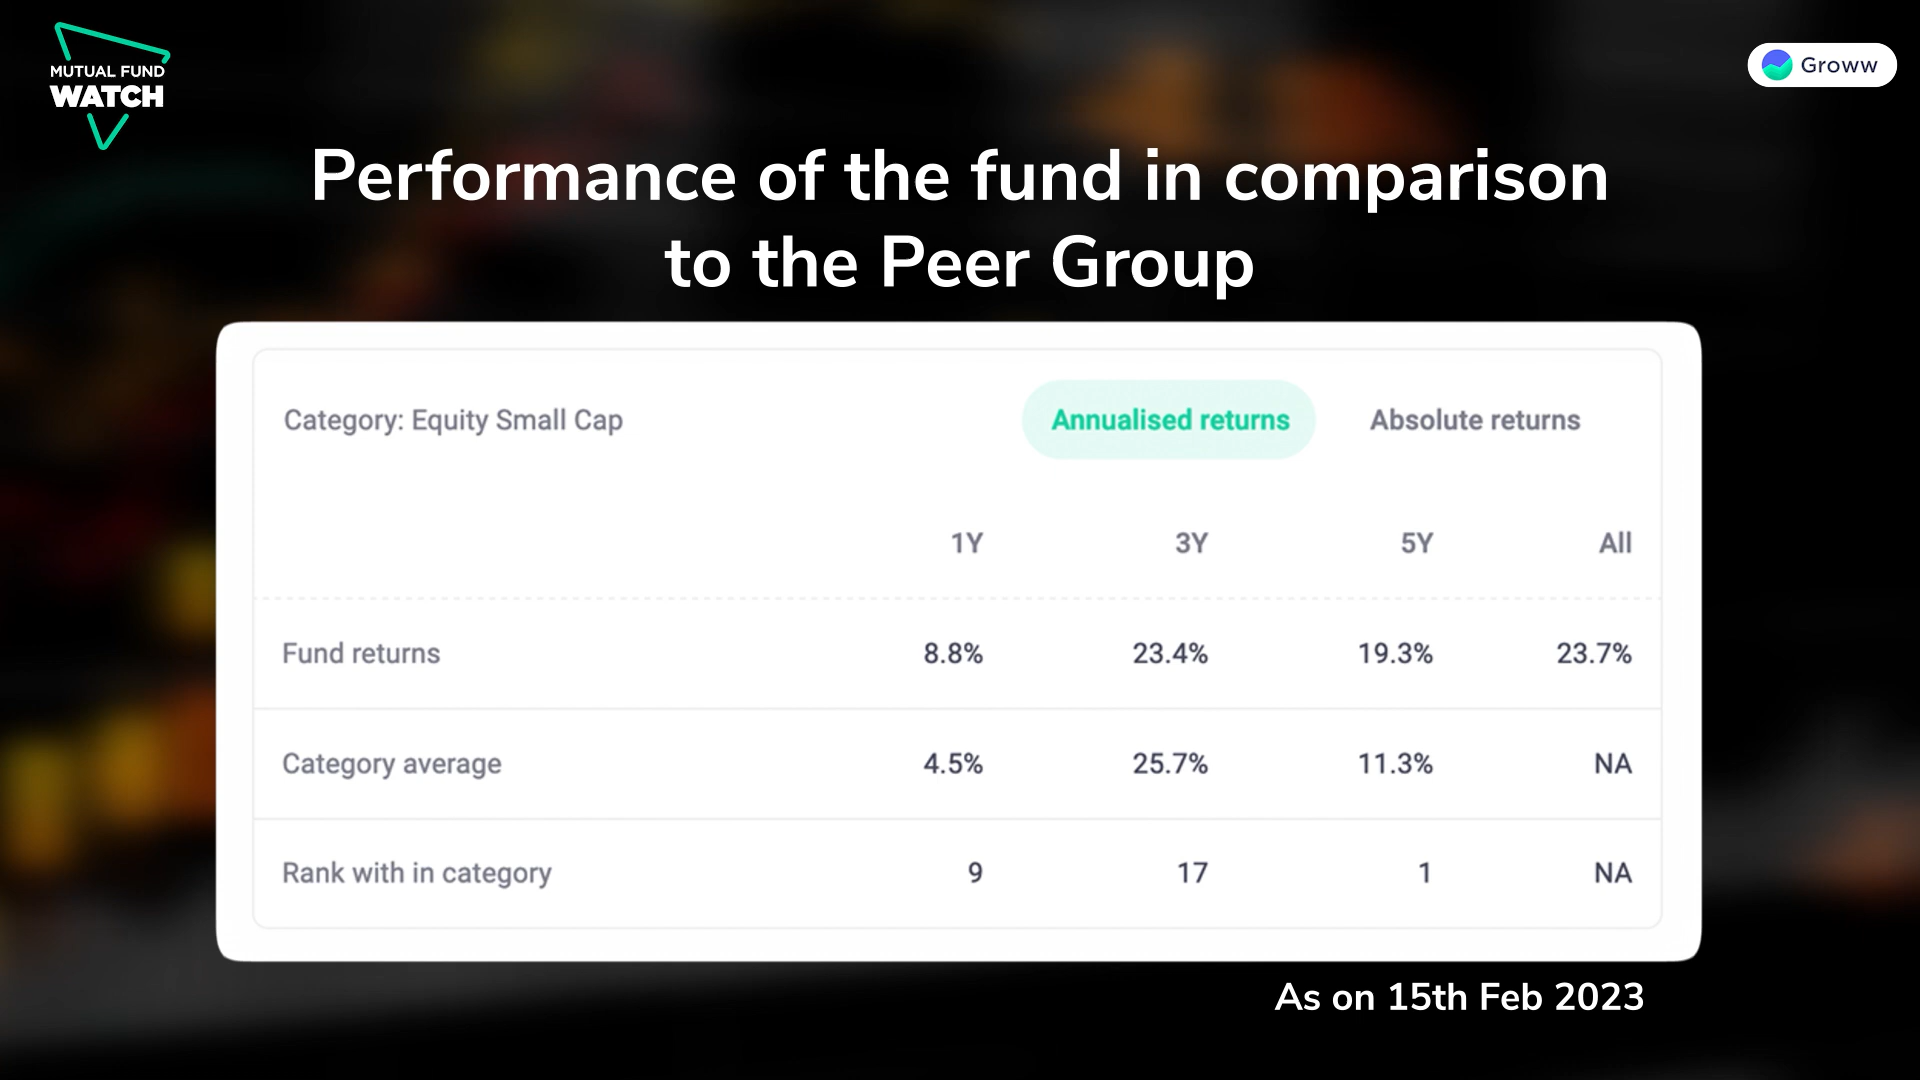 MUTUAL FUND
WATCH
Groww
Performance of the fund in comparison
to the Peer Group
Category: Equity Small Cap Annualised returns Absolute returns
1Y 3Y 5Y All
Fund returns 8.8% 23.4% 19.3% 23.7%
Category average 4.5% 25.7% 11.3% NA
Rank with in category 9 17 1 NA
As on 15th Feb 2023